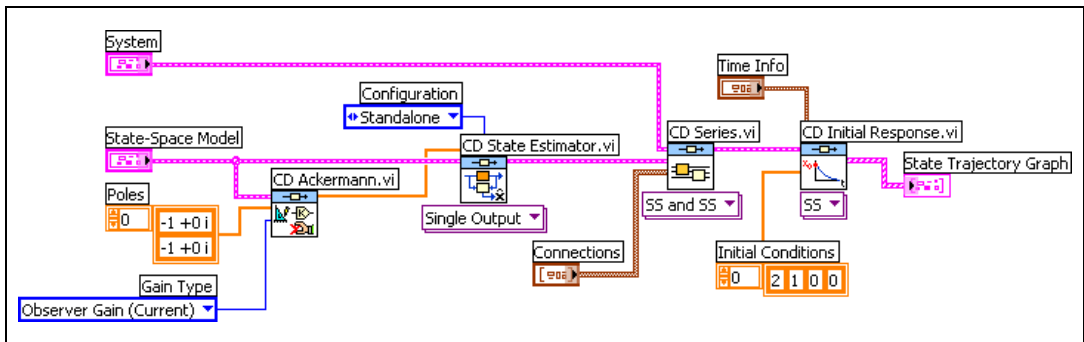 System
Time Info
Configuration
Standalone
CD Series.vi
CD Initial Response.vi
State-Space Model
CD State Estimator.vi
State Trajectory Graph
CD Ackermann.vi
Poles
0
-1 +0 i
-1 +0 i
Single Output
SS and SS
SS
Connections
Initial Conditions
0
2 1 0 0
Gain Type
Observer Gain (Current)